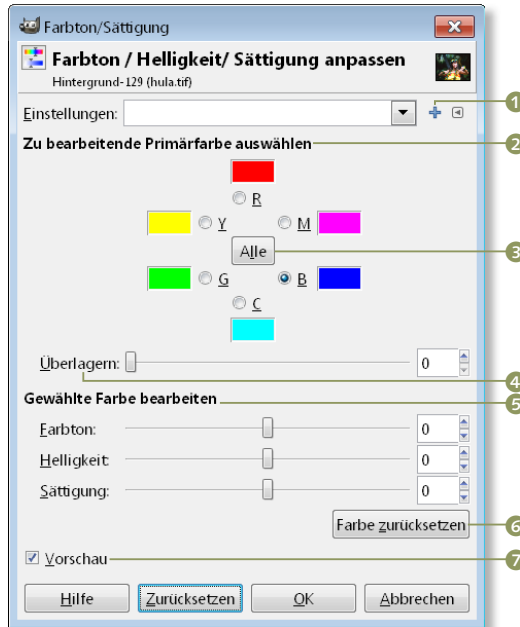 Farbton/Sättigung
Farbton / Helligkeit/ Sättigung anpassen
Hintergrund-129 (hula.tif)
Einstellungen:
1
Zu bearbeitende Primärfarbe auswählen
2
R
Y
M
Alle
3
G
B
C
Überlagern:
0
4
Gewählte Farbe bearbeiten
5
Farbton:
0
Helligkeit:
0
Sättigung:
0
Farbe zurücksetzen
6
Vorschau
7
Hilfe
Zurücksetzen
OK
Abbrechen